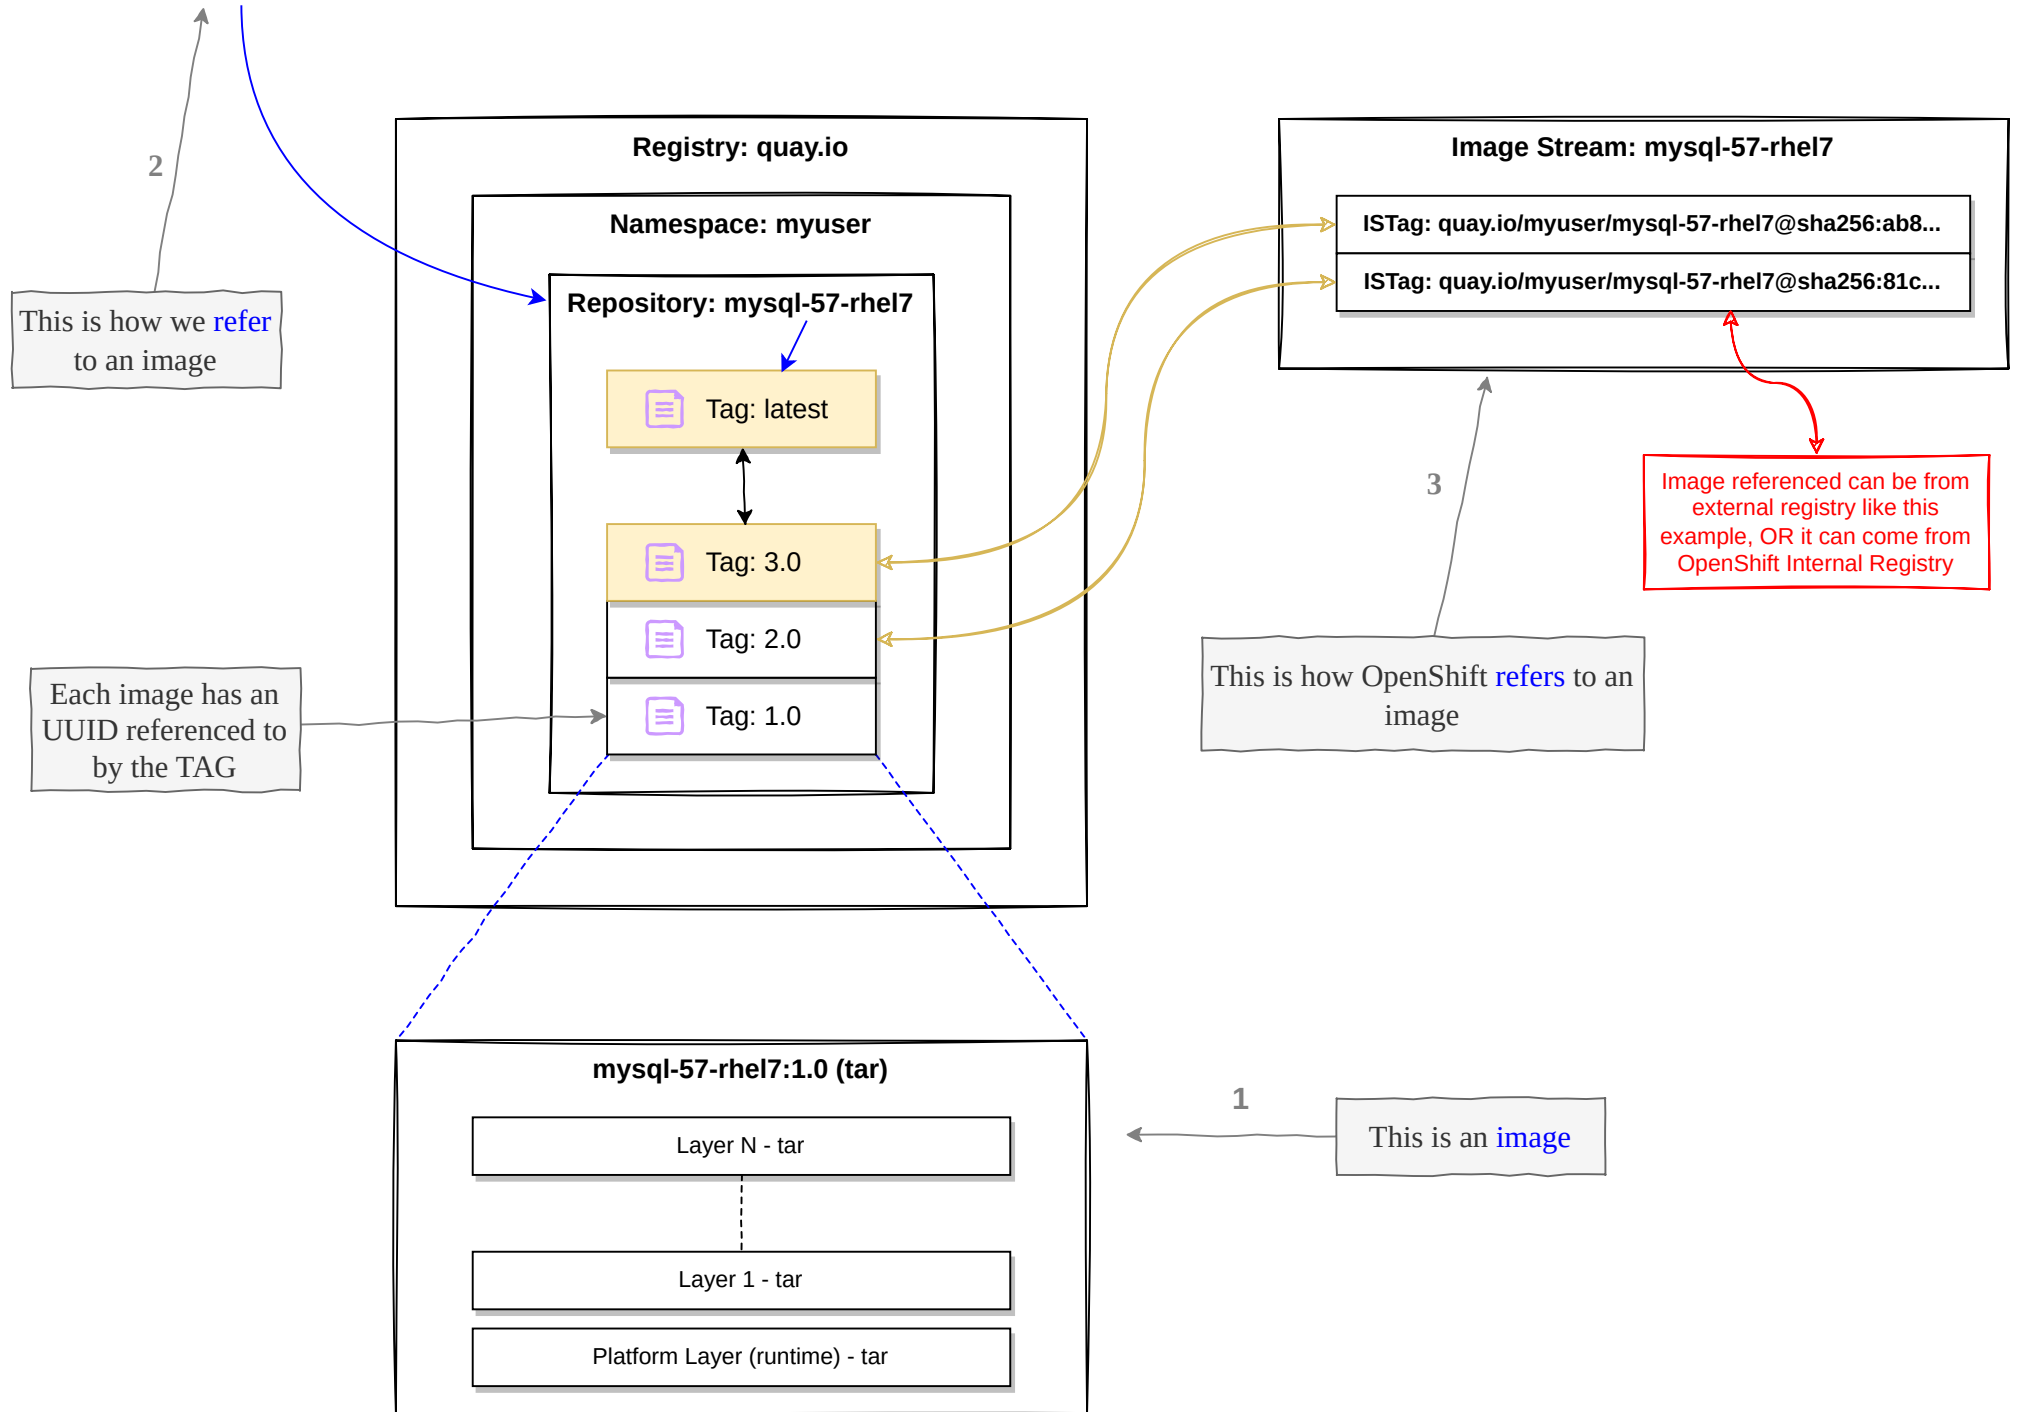 2
This is how we refer
to an image
Registry: quay.io
Namespace: myuser
Repository: mysql-57-rhel7
Tag: latest
Tag: 3.0
Tag: 2.0
Tag: 1.0
Each image has an
UUID referenced to
by the TAG
Image Stream: mysql-57-rhel7
ISTag: quay.io/myuser/mysql-57-rhel7@sha256:ab8...
ISTag: quay.io/myuser/mysql-57-rhel7@sha256:81c...
Image referenced can be from
external registry like this
example, OR it can come from
OpenShift Internal Registry
3
This is how OpenShift refers to an
image
mysql-57-rhel7:1.0 (tar)
Layer N - tar
Layer 1 - tar
Platform Layer (runtime) - tar
1
This is an image